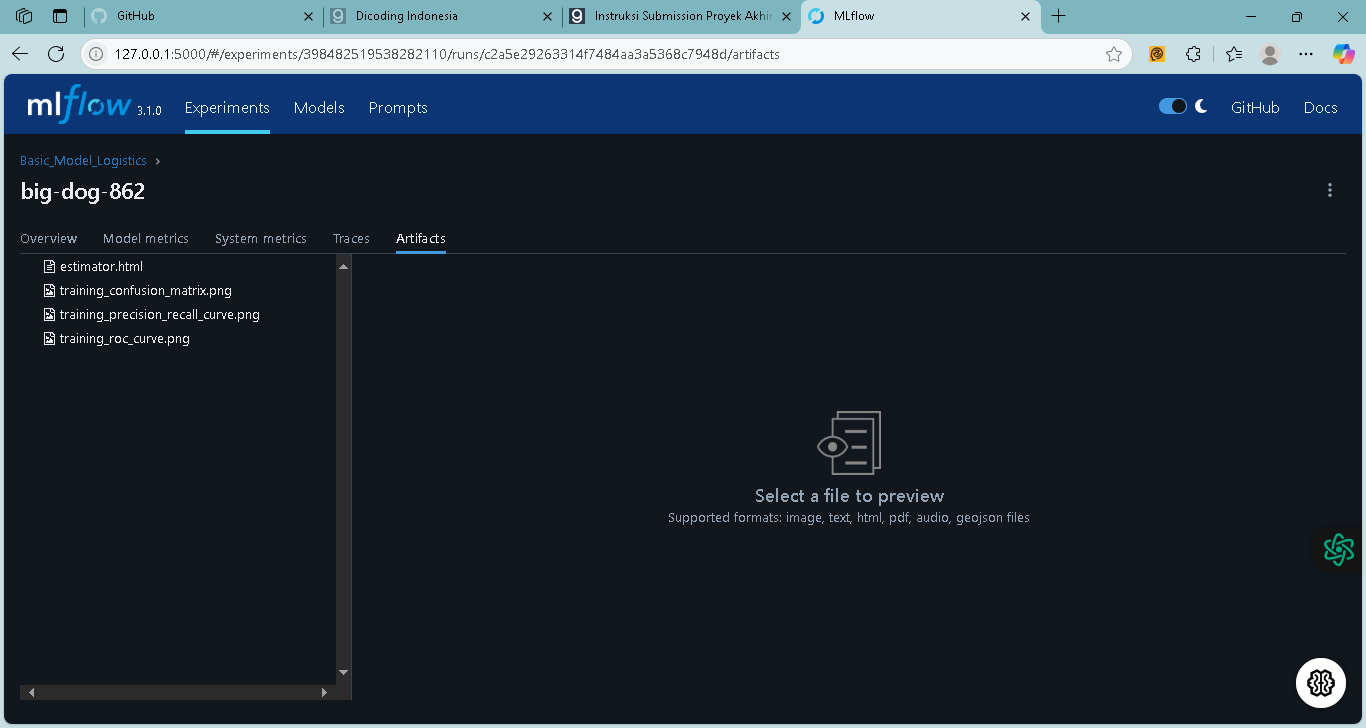 GitHub
Dicoding Indonesia
Instruksi Submission Proyek Akhir
MLflow
127.0.0.1:5000/#/experiments/398482519538282110/runs/c2a5e29263314f7484aa3a5368c7948d/artifacts
mlflow 3.1.0
Experiments
Models
Prompts
GitHub
Docs
Basic_Model_Logistics
big-dog-862
Overview
Model metrics
System metrics
Traces
Artifacts
estimator.html
training_confusion_matrix.png
training_precision_recall_curve.png
training_roc_curve.png
Select a file to preview
Supported formats: image, text, html, pdf, audio, geojson files